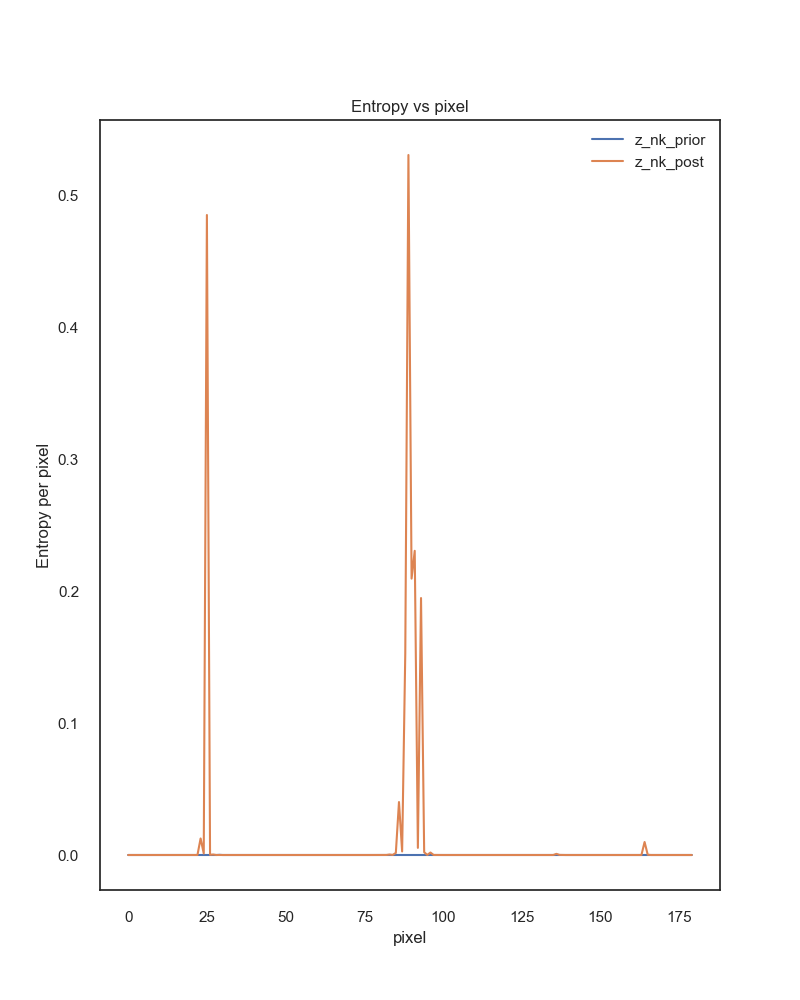 Entropy vs pixel
z_nk_prior
z_nk_post
Entropy per pixel
0.5
0.4
0.3
0.2
0.1
0.0
0 25 50 75 100 125 150 175
pixel